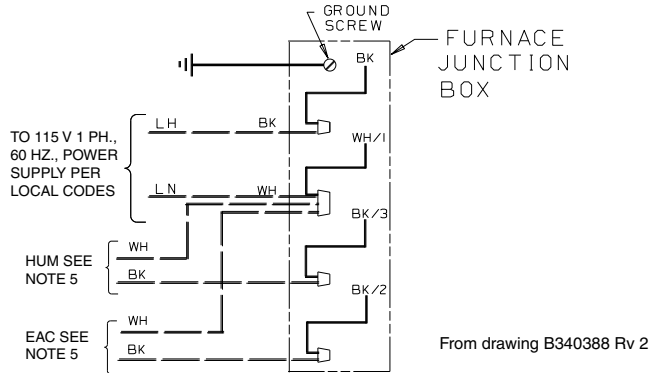 GROUND
SCREW
FURNACE
JUNCTION
BOX
BK
LH BK
TO 115 V 1 PH.,
60 HZ., POWER
SUPPLY PER
LOCAL CODES
WH/1
LN WH
BK/3
WH
HUM SEE
NOTE 5
BK
BK/2
WH
EAC SEE
NOTE 5
BK
From drawing B340388 Rv 2